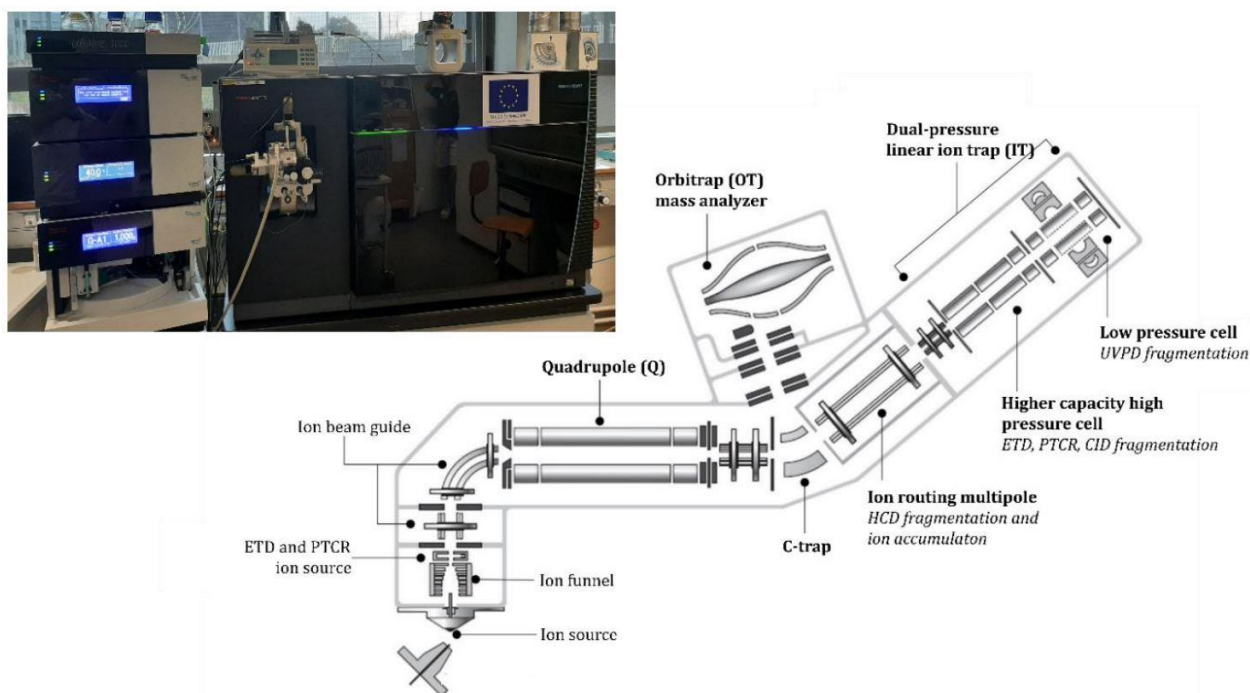 Dual-pressure
linear ion trap (IT)
Orbitrap (OT)
mass analyzer
Low pressure cell
UVPD fragmentation
Quadrupole (Q)
Higher capacity high
pressure cell
ETD, PTCR, CID fragmentation
Ion beam guide
Ion routing multipole
HCD fragmentation and
ion accumulaton
C-trap
ETD and PTCR
ion source
Ion funnel
Ion source